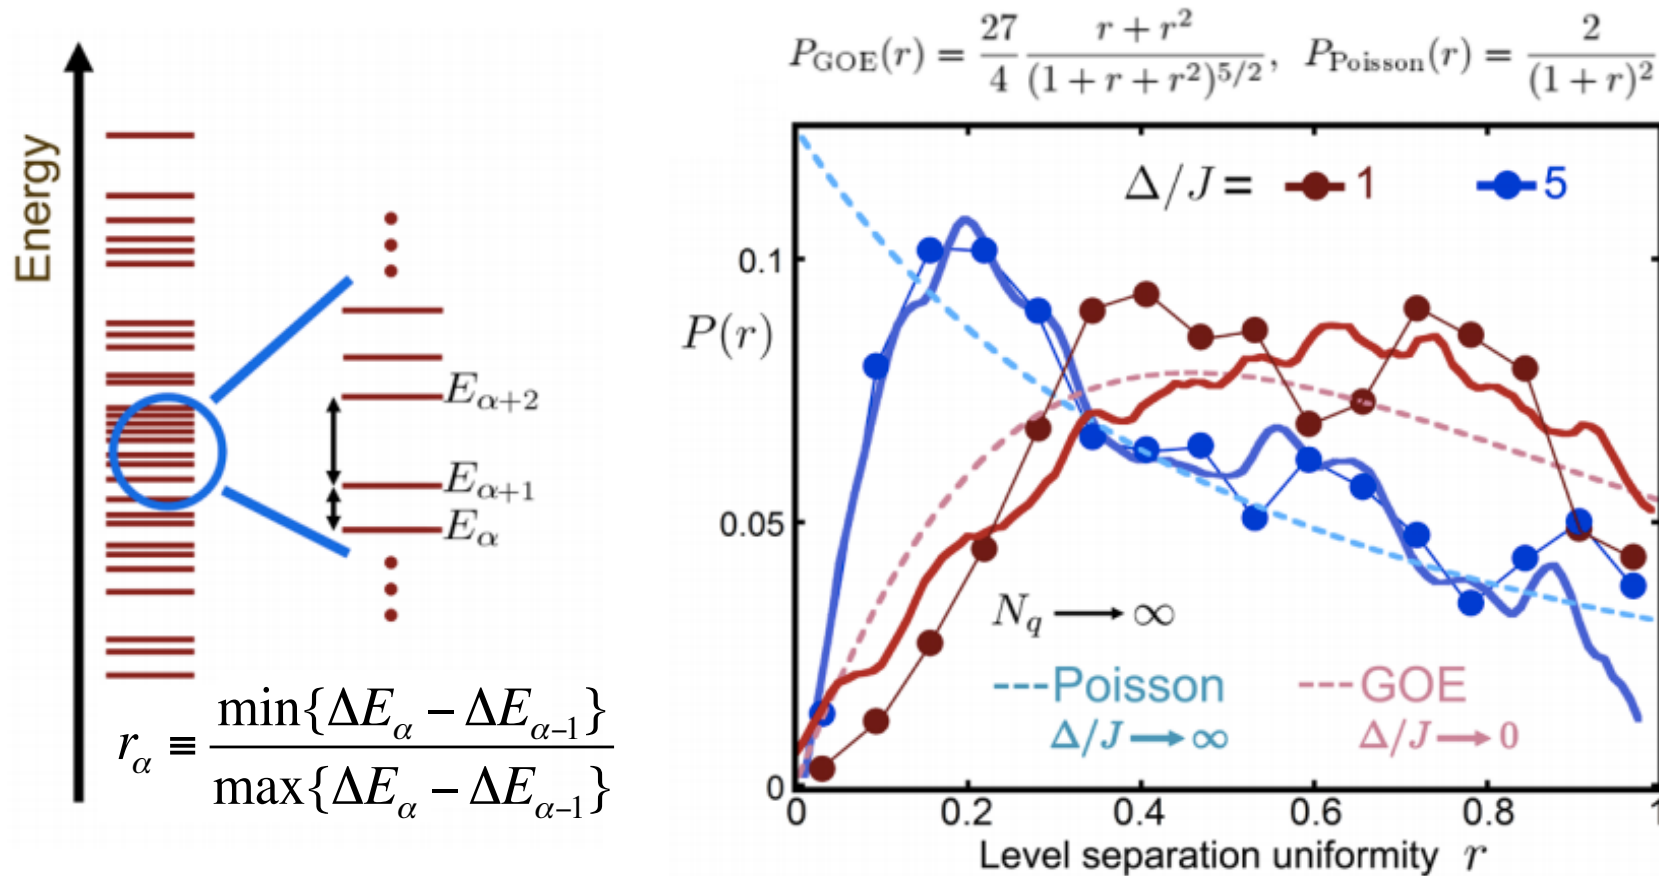 Energy
E_{α+2}
E_{α+1}
E_α
r_α ≡ min{ΔE_α − ΔE_{α−1}} / max{ΔE_α − ΔE_{α−1}}
P_GOE(r) = 27/4 (r + r²)/(1 + r + r²)^{5/2}, P_Poisson(r) = 2/(1 + r)²
Δ/J = 1 5
0.1
P(r)
0.05
N_q ⟶ ∞
Poisson GOE
Δ/J ⟶ ∞ Δ/J ⟶ 0
0
0 0.2 0.4 0.6 0.8 1
Level separation uniformity r